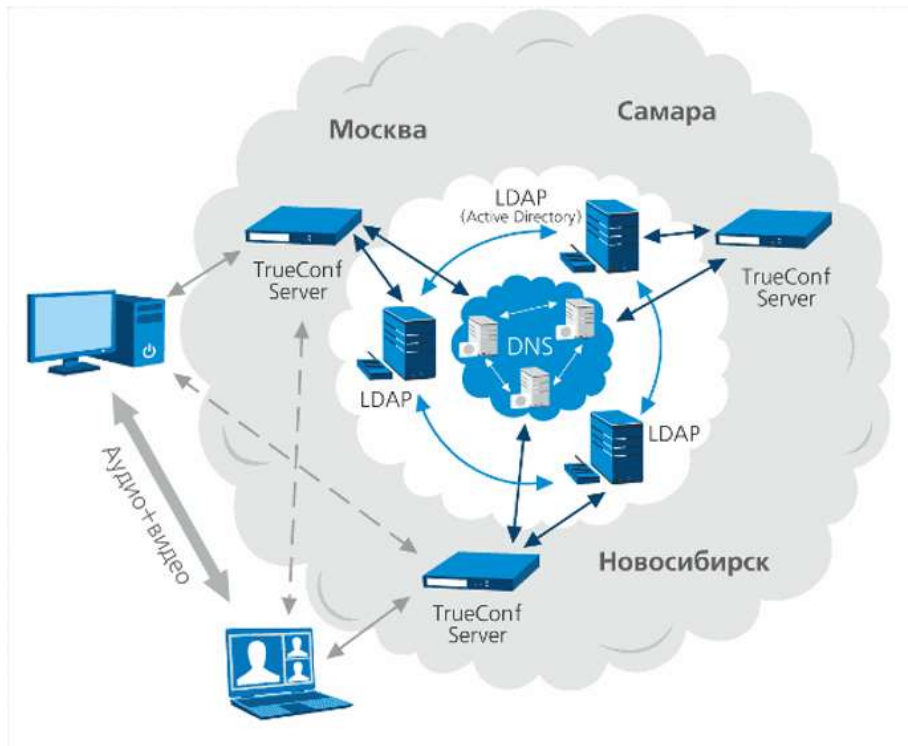 Москва
Самара
LDAP
(Active Directory)
TrueConf
Server
TrueConf
Server
DNS
LDAP
LDAP
Аудио+видео
Новосибирск
TrueConf
Server